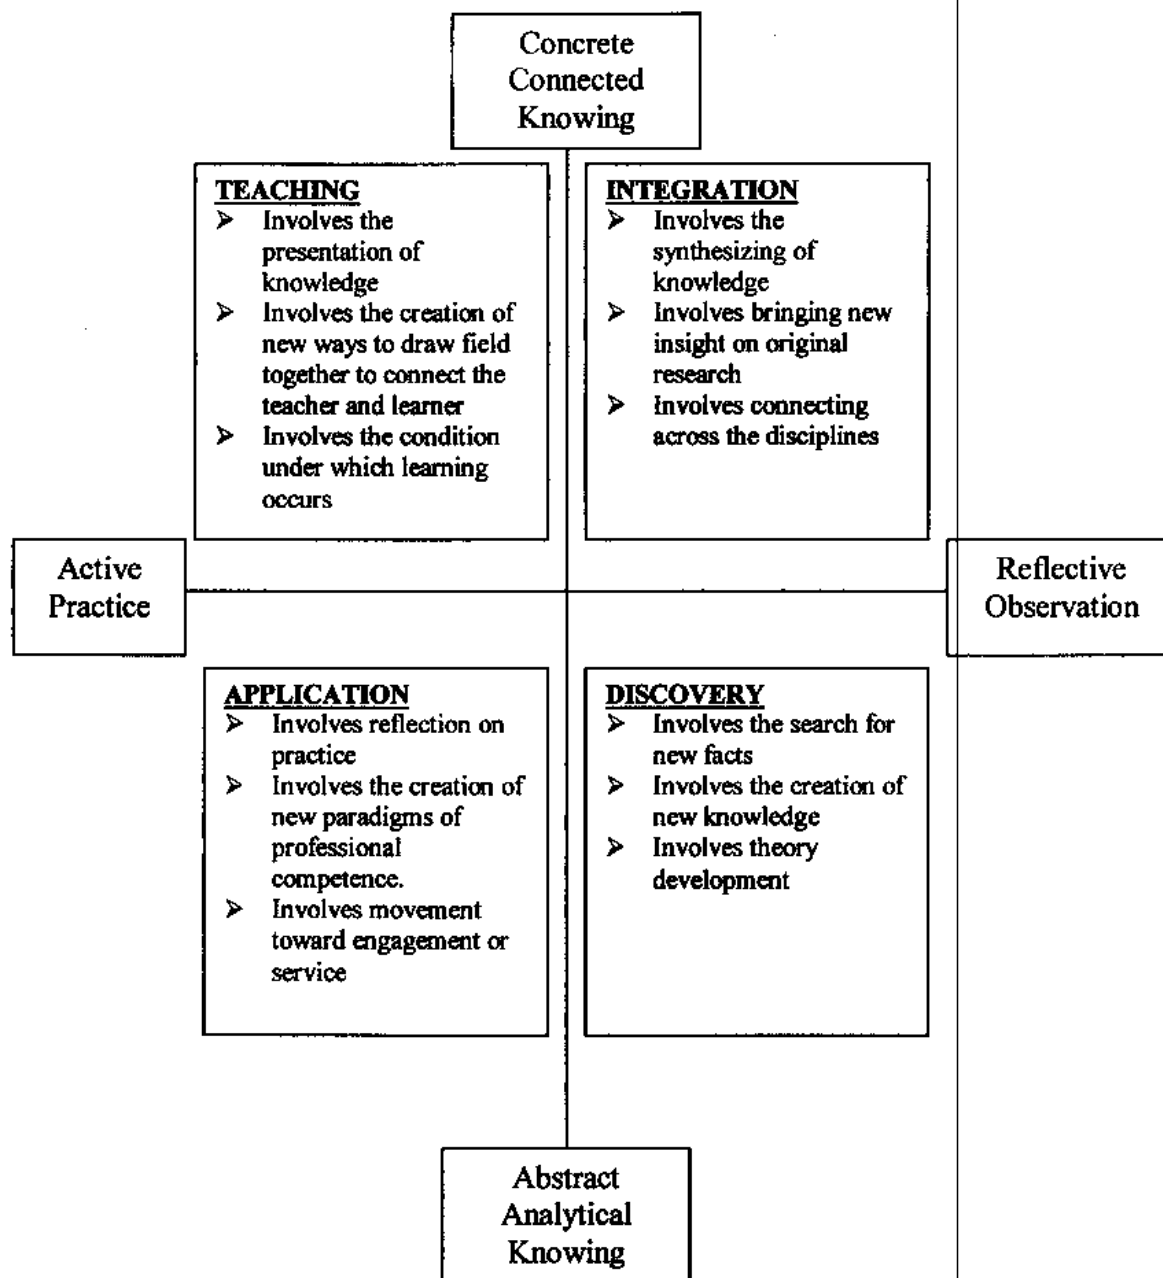 Concrete
Connected
Knowing
TEACHING
➢ Involves the
presentation of
knowledge
➢ Involves the creation of
new ways to draw field
together to connect the
teacher and learner
➢ Involves the condition
under which learning
occurs
INTEGRATION
➢ Involves the
synthesizing of
knowledge
➢ Involves bringing new
insight on original
research
➢ Involves connecting
across the disciplines
Active
Practice
Reflective
Observation
APPLICATION
➢ Involves reflection on
practice
➢ Involves the creation of
new paradigms of
professional
competence.
➢ Involves movement
toward engagement or
service
DISCOVERY
➢ Involves the search for
new facts
➢ Involves the creation of
new knowledge
➢ Involves theory
development
Abstract
Analytical
Knowing